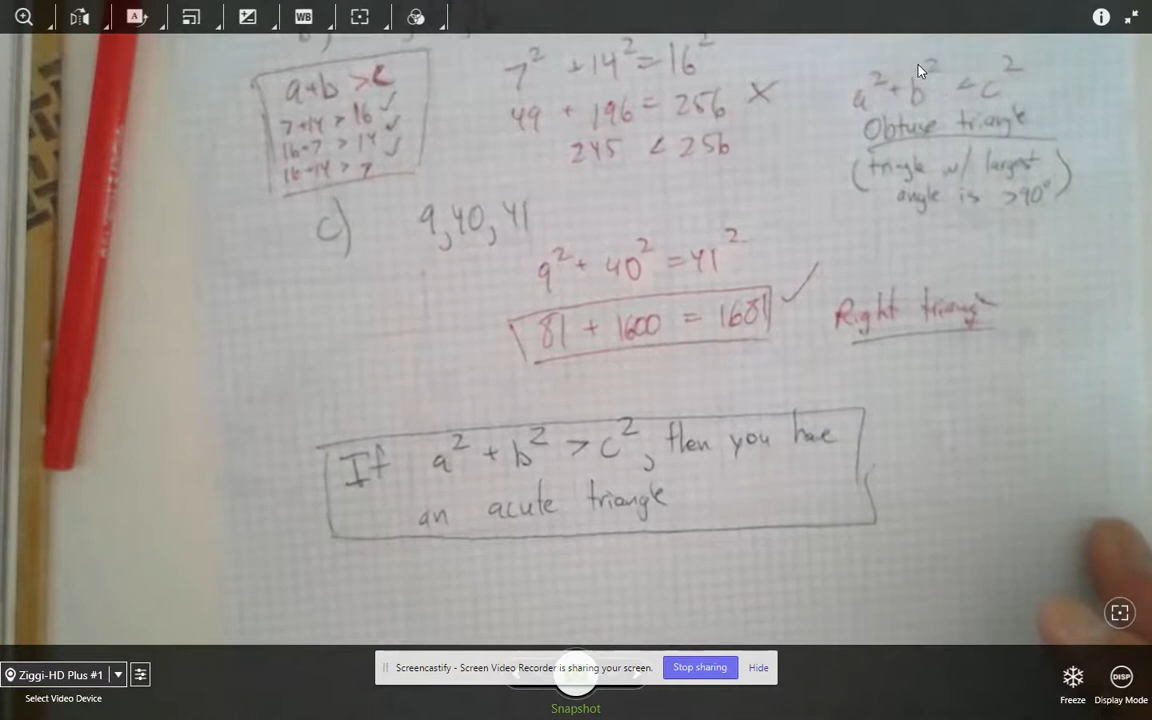 a+b >c
7+14 > 16 ✓
16+7 > 14 ✓
16+14 > 7 ✓
7² + 14² = 16²
49 + 196 = 256 X
245 < 256
a² + b² < c²
Obtuse triangle
(triangle w/ largest
angle is >90°)
c) 9,40,41
9² + 40² = 41²
81 + 1600 = 1681 ✓
Right triangle
If a² + b² > c², then you have
an acute triangle
Screencastify - Screen Video Recorder is sharing your screen.
Stop sharing
Hide
Ziggi-HD Plus #1
Select Video Device
Snapshot
Freeze
DISP
Display Mode
WB
A